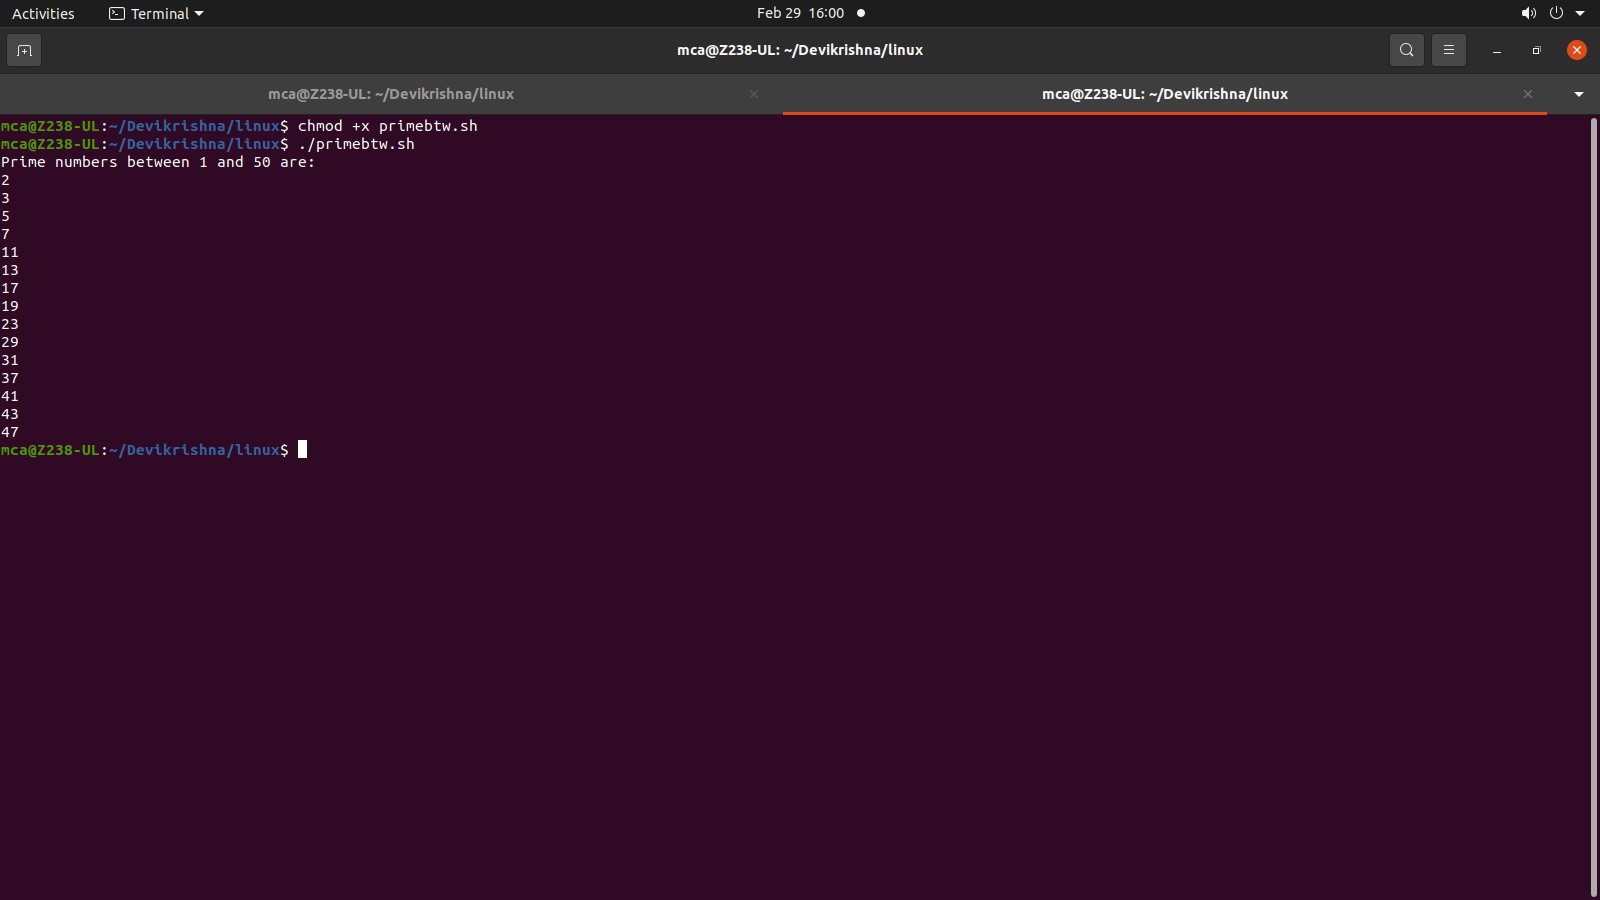 Activities Terminal Feb 29 16:00
mca@Z238-UL: ~/Devikrishna/linux
mca@Z238-UL: ~/Devikrishna/linux mca@Z238-UL: ~/Devikrishna/linux
mca@Z238-UL:~/Devikrishna/linux$ chmod +x primebtw.sh
mca@Z238-UL:~/Devikrishna/linux$ ./primebtw.sh
Prime numbers between 1 and 50 are:
2
3
5
7
11
13
17
19
23
29
31
37
41
43
47
mca@Z238-UL:~/Devikrishna/linux$